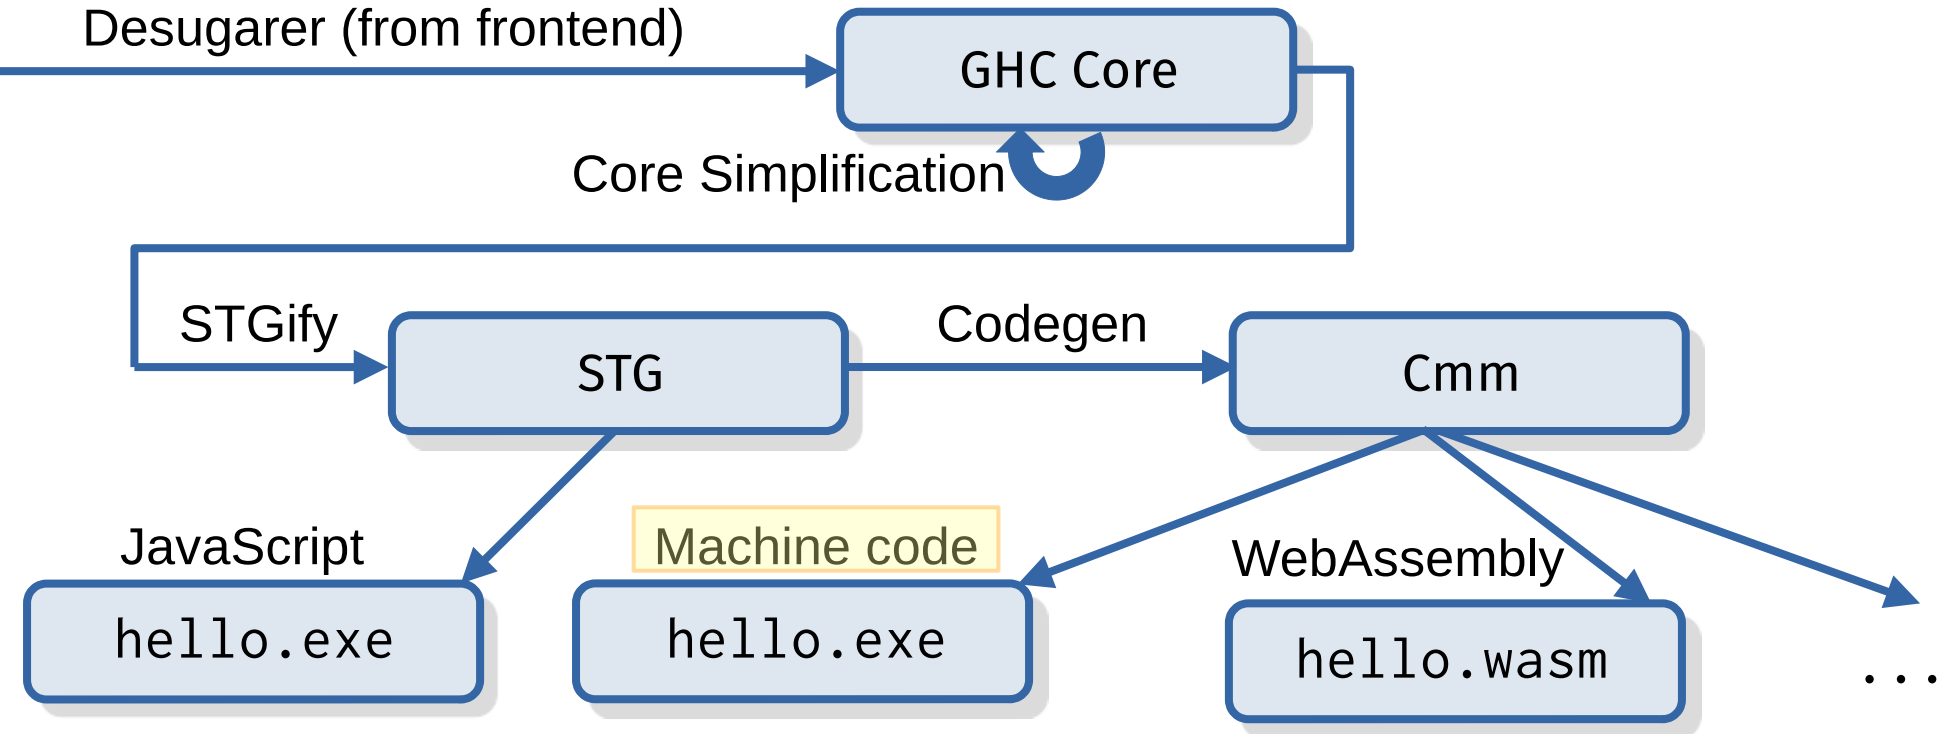 Desugarer (from frontend)
GHC Core
Core Simplification
STGify
STG
Codegen
Cmm
JavaScript
hello.exe
Machine code
hello.exe
WebAssembly
hello.wasm
...